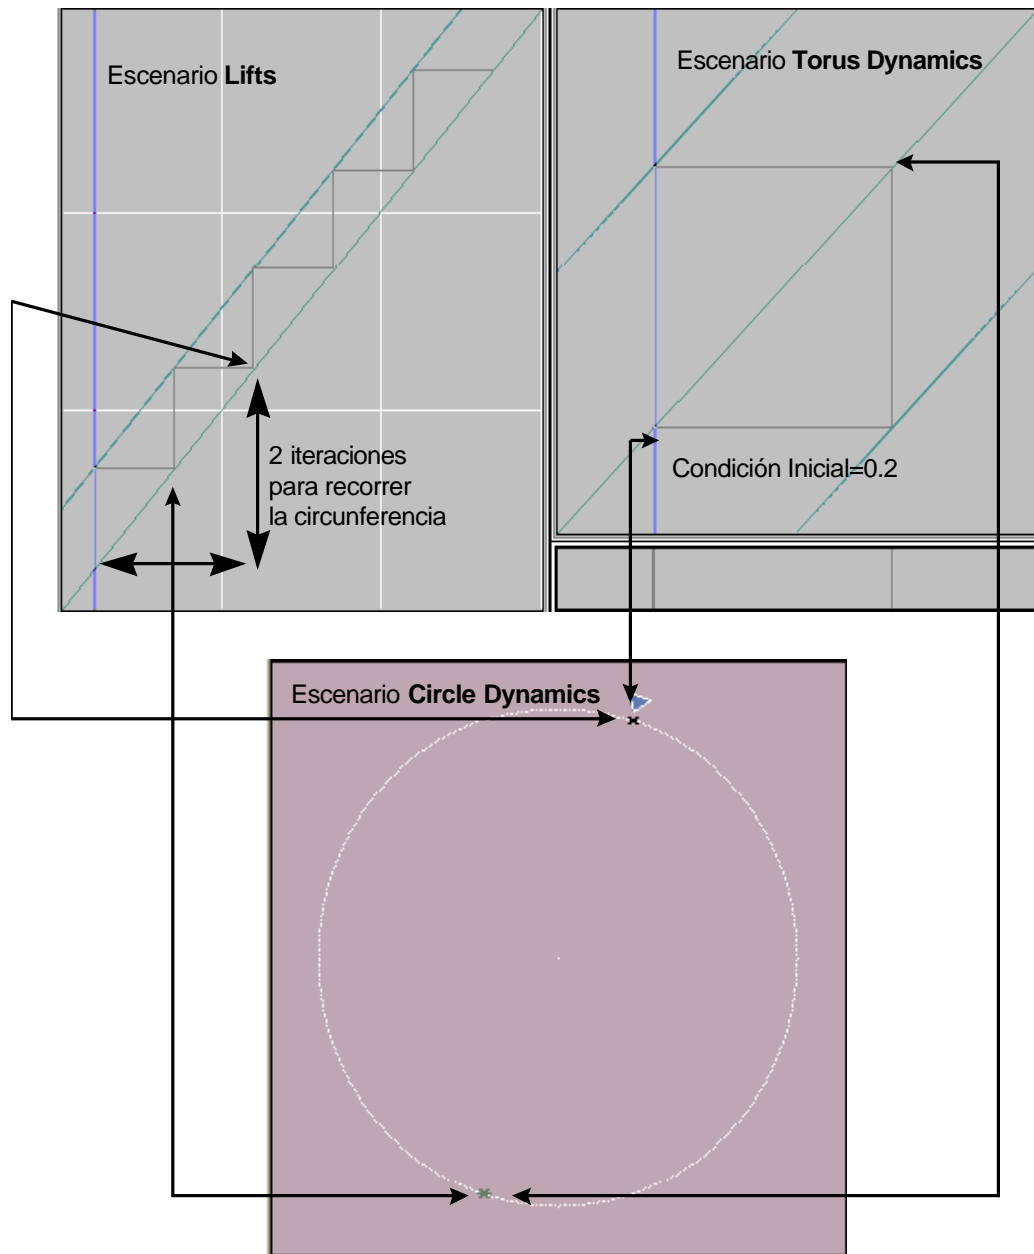 Escenario Lifts
Escenario Torus Dynamics
2 iteraciones
para recorrer
la circunferencia
Condición Inicial=0.2
Escenario Circle Dynamics